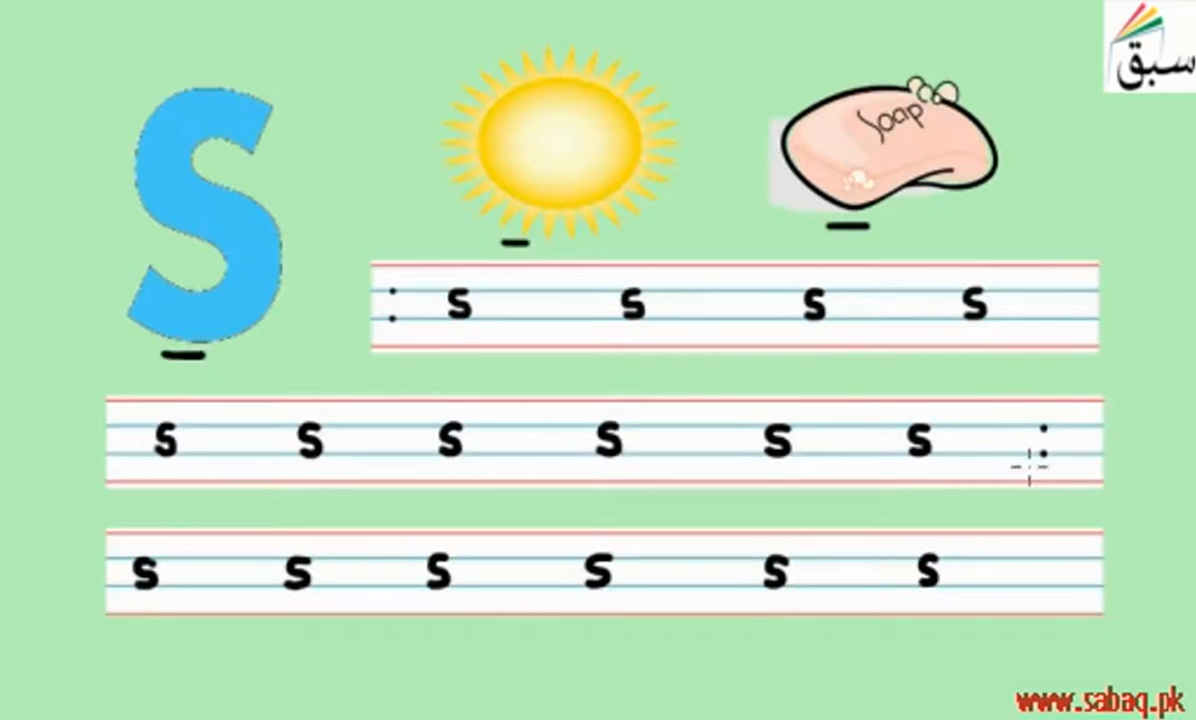 سبق
S
Soap
: s s s s
s s s s s s :
s s s s s s
www.sabaq.pk